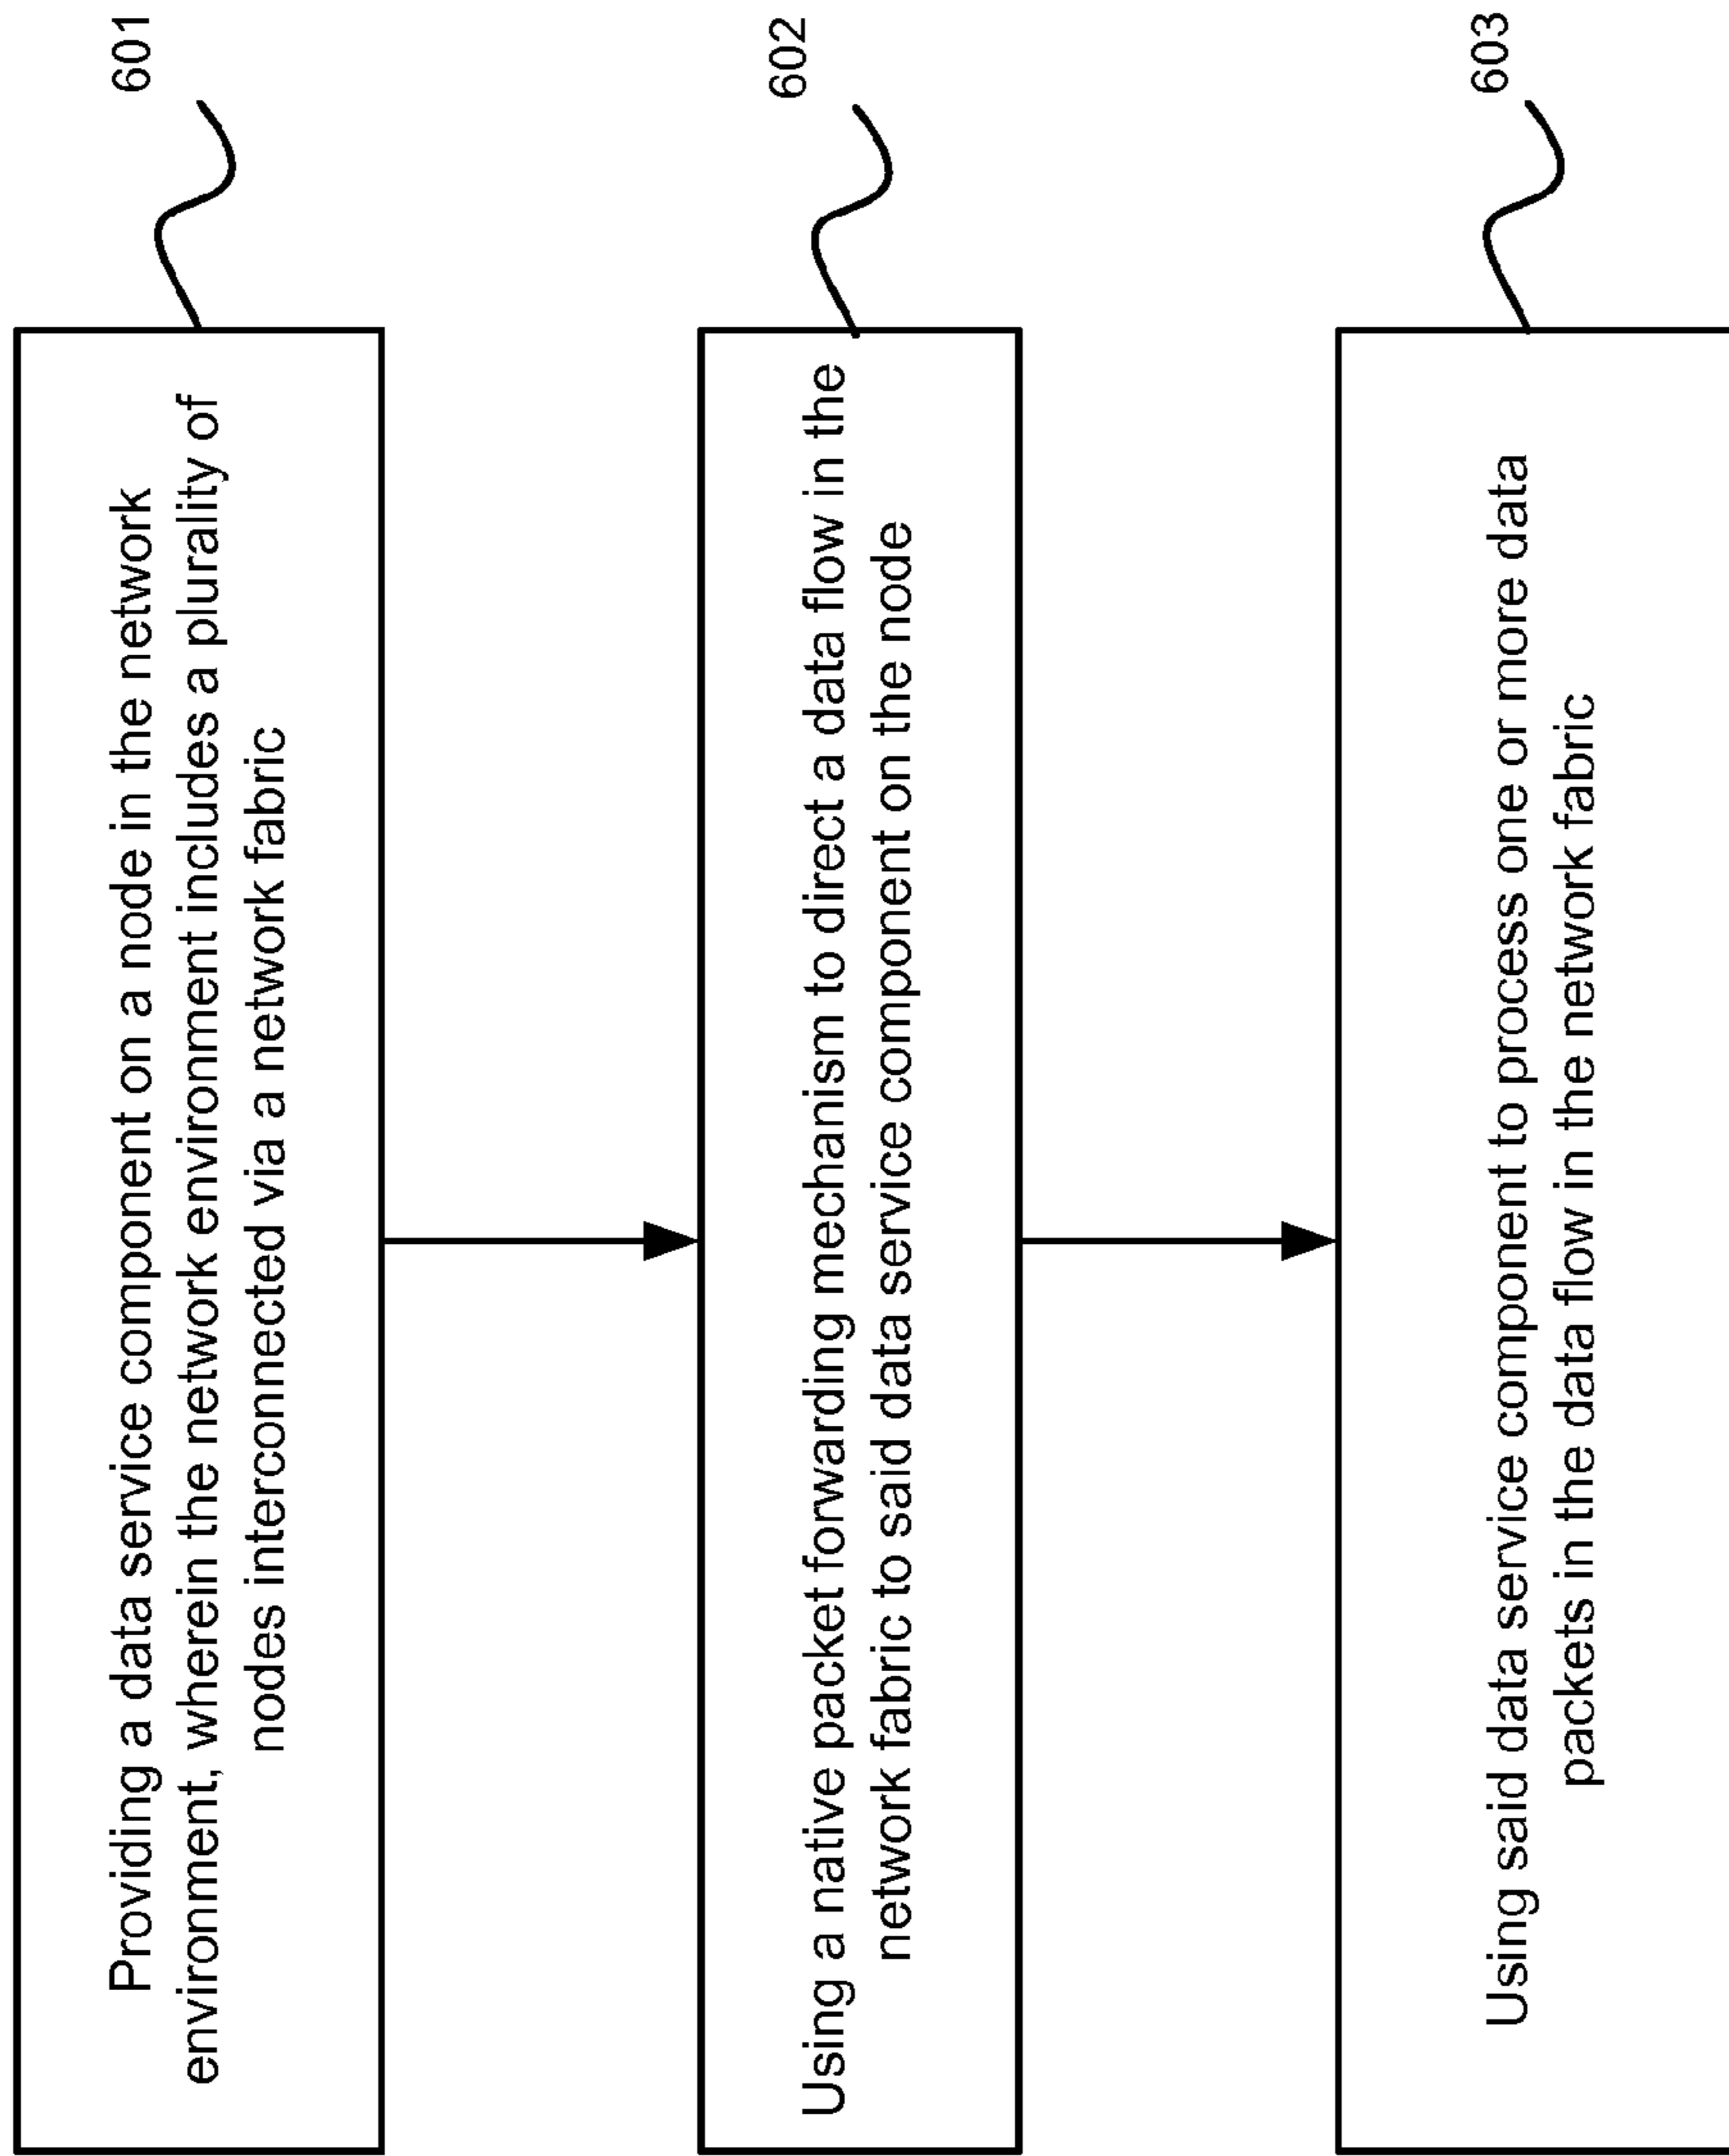 Providing a data service component on a node in the network
environment, wherein the network environment includes a plurality of
nodes interconnected via a network fabric
601
Using a native packet forwarding mechanism to direct a data flow in the
network fabric to said data service component on the node
602
Using said data service component to process one or more data
packets in the data flow in the network fabric
603